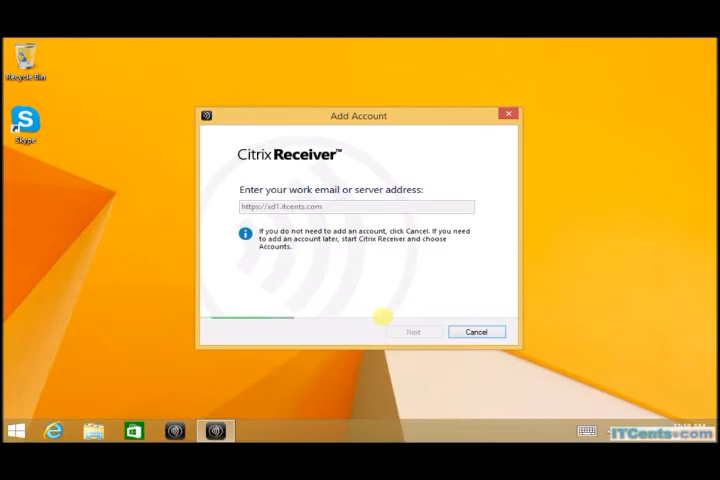 Recycle Bin
Skype
Add Account
Citrix Receiver™
Enter your work email or server address:
https://xd1.itcents.com
If you do not need to add an account, click Cancel. If you need
to add an account later, start Citrix Receiver and choose
Accounts.
Next
Cancel
ITCents.com